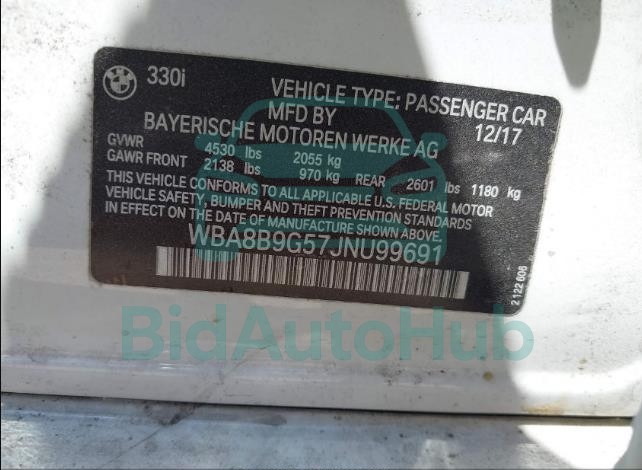 330i
VEHICLE TYPE: PASSENGER CAR
MFD BY 12/17
BAYERISCHE MOTOREN WERKE AG
GVWR 4530 lbs 2055 kg
GAWR FRONT 2138 lbs 970 kg REAR 2601 lbs 1180 kg
THIS VEHICLE CONFORMS TO ALL APPLICABLE U.S. FEDERAL MOTOR
VEHICLE SAFETY, BUMPER AND THEFT PREVENTION STANDARDS
IN EFFECT ON THE DATE OF MANUFACTURE SHOWN ABOVE.
WBA8B9G57JNU99691
2 122 606
BidAutoHub